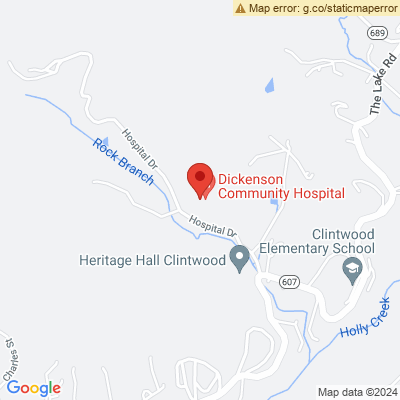 Map error: g.co/staticmaperror
689
The Lake Rd
Hospital Dr
Rock Branch
Dickenson
Community Hospital
Hospital Dr
Clintwood
Elementary School
Heritage Hall Clintwood
607
Holly Creek
Charles St
Google
Map data ©2024